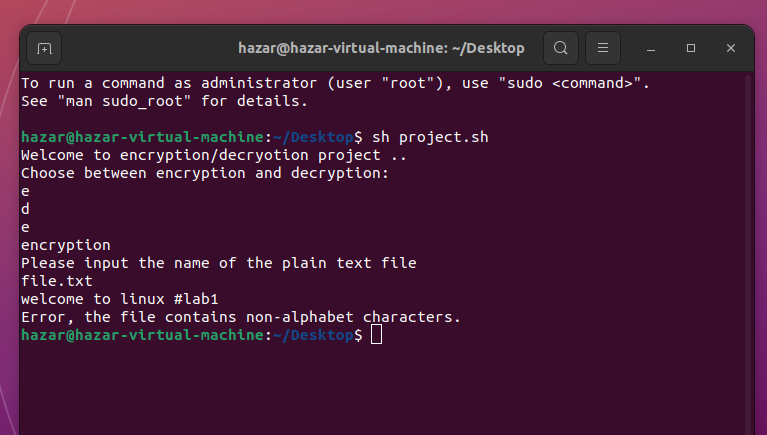 hazar@hazar-virtual-machine: ~/Desktop
To run a command as administrator (user "root"), use "sudo <command>".
See "man sudo_root" for details.
hazar@hazar-virtual-machine:~/Desktop$ sh project.sh
Welcome to encryption/decryotion project ..
Choose between encryption and decryption:
e
d
e
encryption
Please input the name of the plain text file
file.txt
welcome to linux #lab1
Error, the file contains non-alphabet characters.
hazar@hazar-virtual-machine:~/Desktop$